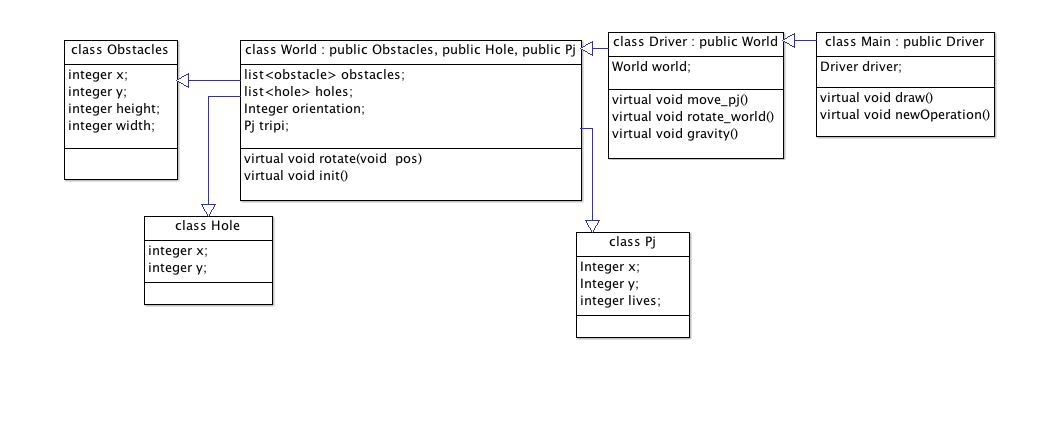 class Obstacles
integer x;
integer y;
integer height;
integer width;
class World : public Obstacles, public Hole, public Pj
list<obstacle> obstacles;
list<hole> holes;
Integer orientation;
Pj tripi;
virtual void rotate(void  pos)
virtual void init()
class Driver : public World
World world;
virtual void move_pj()
virtual void rotate_world()
virtual void gravity()
class Main : public Driver
Driver driver;
virtual void draw()
virtual void newOperation()
class Hole
integer x;
integer y;
class Pj
Integer x;
Integer y;
integer lives;